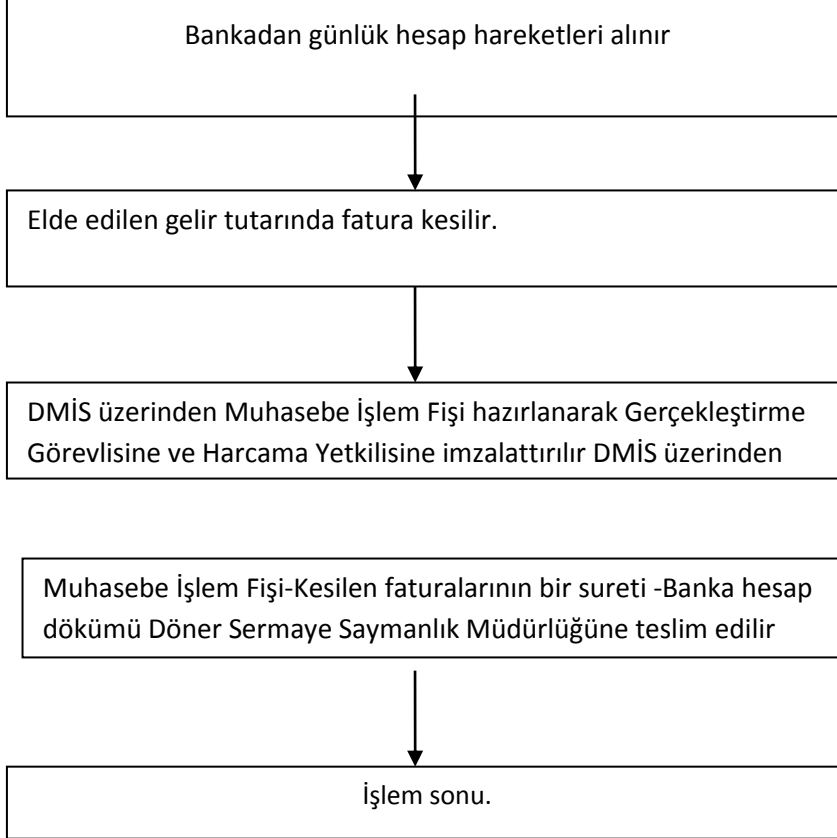 Bankadan günlük hesap hareketleri alınır
Elde edilen gelir tutarında fatura kesilir.
DMİS üzerinden Muhasebe İşlem Fişi hazırlanarak Gerçekleştirme
Görevlisine ve Harcama Yetkilisine imzalattırılır DMİS üzerinden
Muhasebe İşlem Fişi-Kesilen faturalarının bir sureti -Banka hesap
dökümü Döner Sermaye Saymanlık Müdürlüğüne teslim edilir
İşlem sonu.